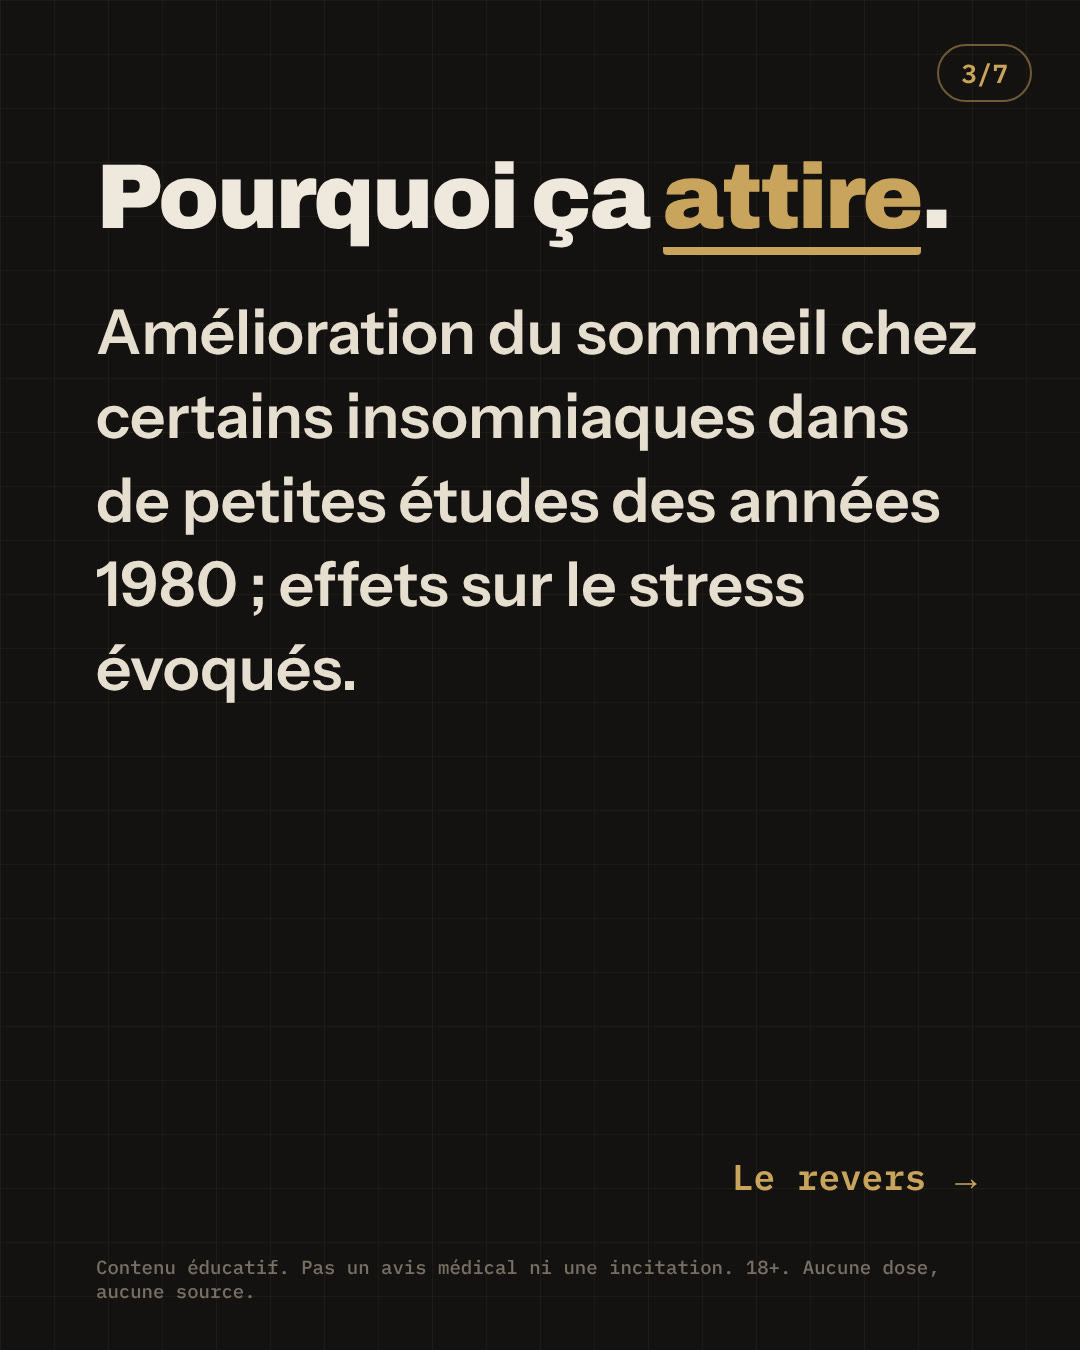 3/7
Pourquoi ça attire.
Amélioration du sommeil chez
certains insomniaques dans
de petites études des années
1980 ; effets sur le stress
évoqués.
Le revers →
Contenu éducatif. Pas un avis médical ni une incitation. 18+. Aucune dose,
aucune source.